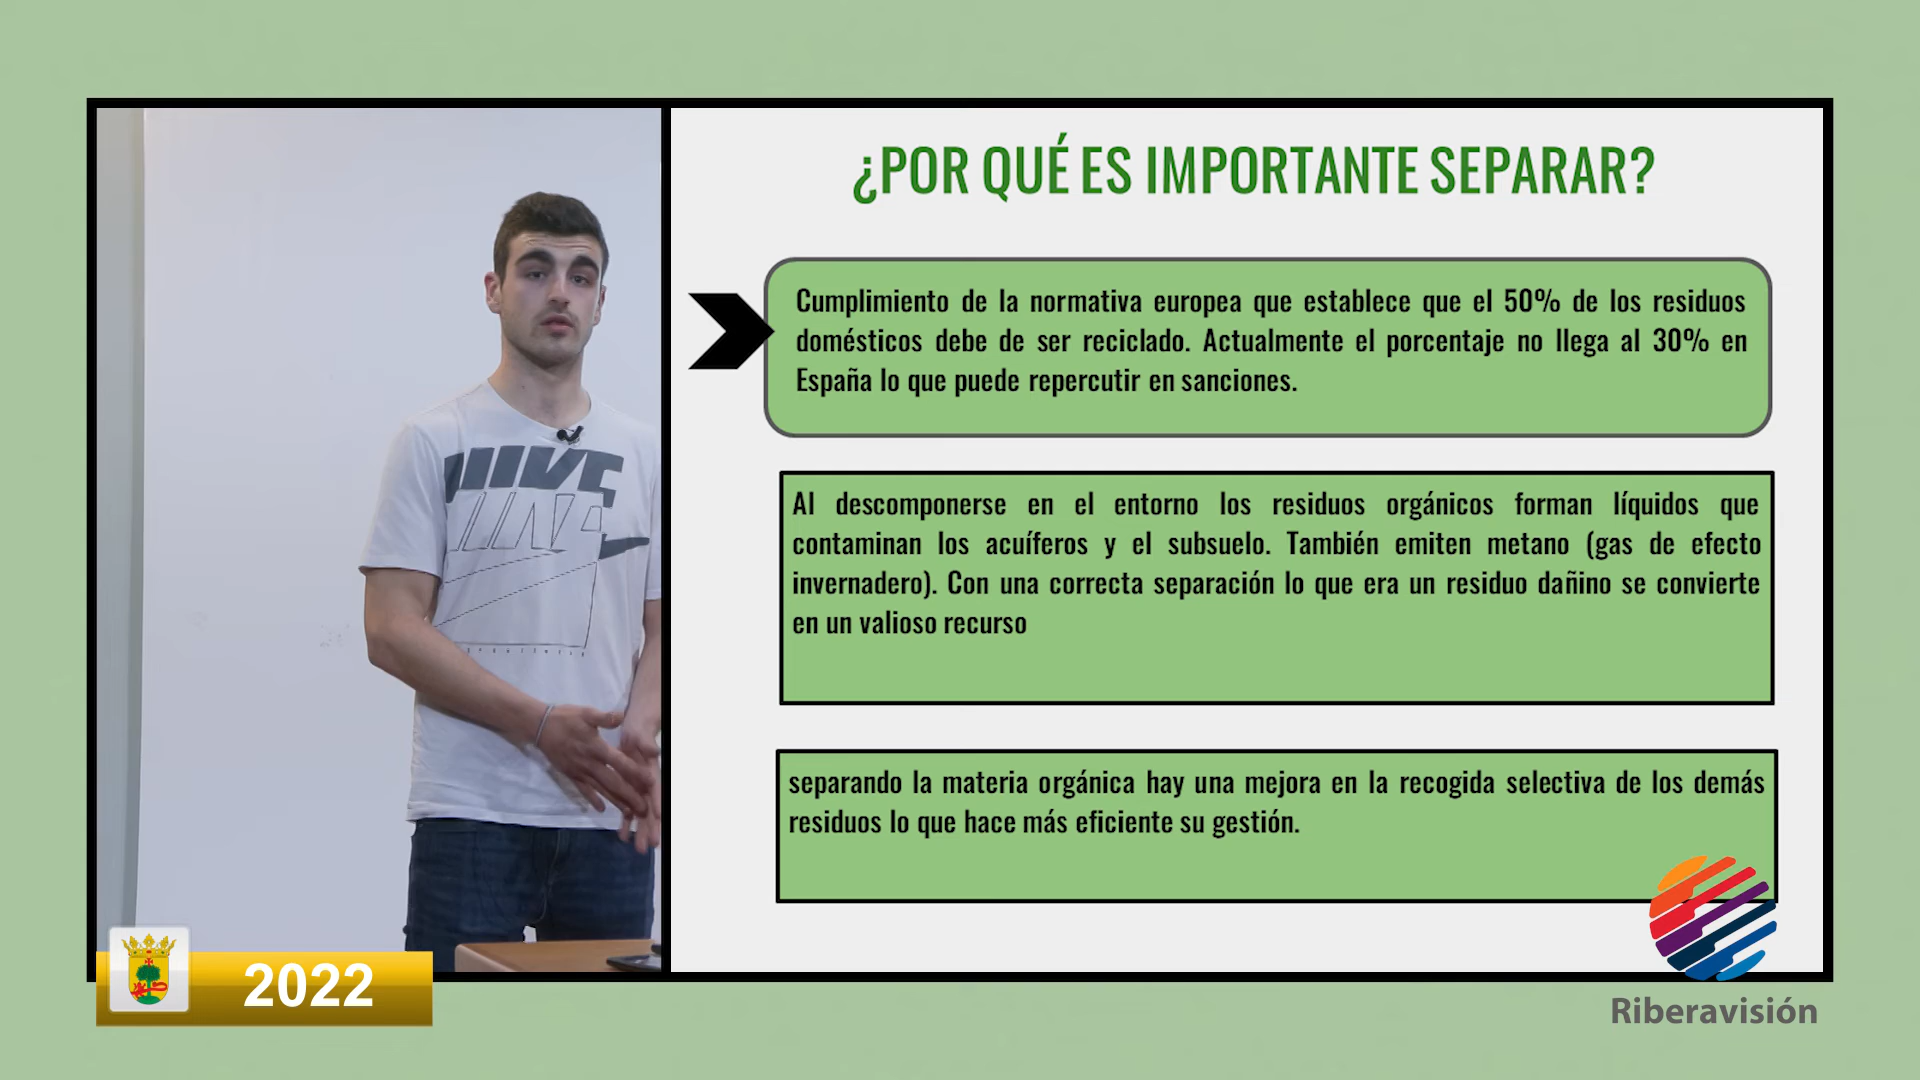 ¿POR QUÉ ES IMPORTANTE SEPARAR?
Cumplimiento de la normativa europea que establece que el 50% de los residuos
domésticos debe de ser reciclado. Actualmente el porcentaje no llega al 30% en
España lo que puede repercutir en sanciones.
Al descomponerse en el entorno los residuos orgánicos forman líquidos que
contaminan los acuíferos y el subsuelo. También emiten metano (gas de efecto
invernadero). Con una correcta separación lo que era un residuo dañino se convierte
en un valioso recurso
separando la materia orgánica hay una mejora en la recogida selectiva de los demás
residuos lo que hace más eficiente su gestión.
2022
Riberavisión